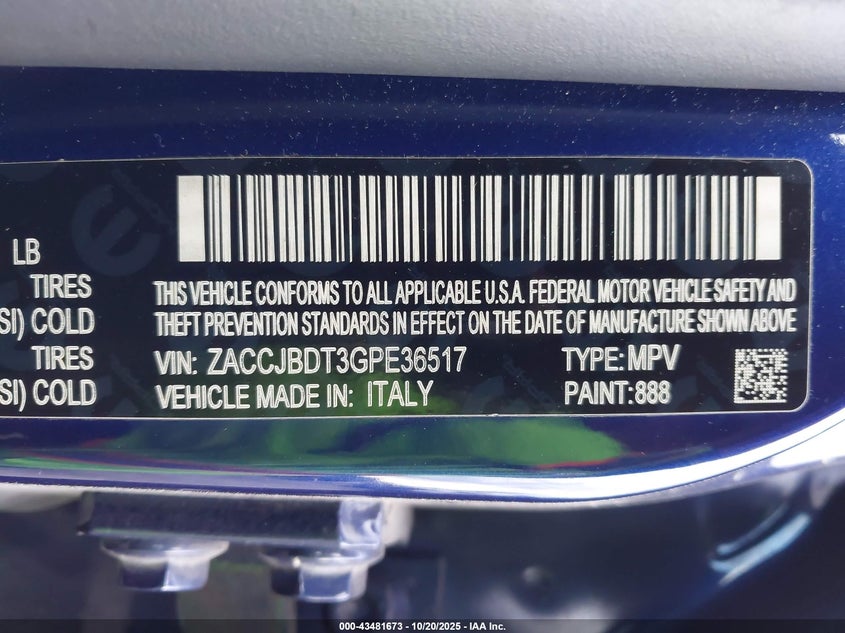 LB
TIRES
SI) COLD
TIRES
SI) COLD
THIS VEHICLE CONFORMS TO ALL APPLICABLE U.S.A. FEDERAL MOTOR VEHICLE SAFETY AND
THEFT PREVENTION STANDARDS IN EFFECT ON THE DATE OF MANUFACTURE SHOWN ABOVE
VIN: ZACCJBDT3GPE36517 TYPE: MPV
VEHICLE MADE IN: ITALY PAINT:888
000-43481673 - 10/20/2025 - IAA Inc.